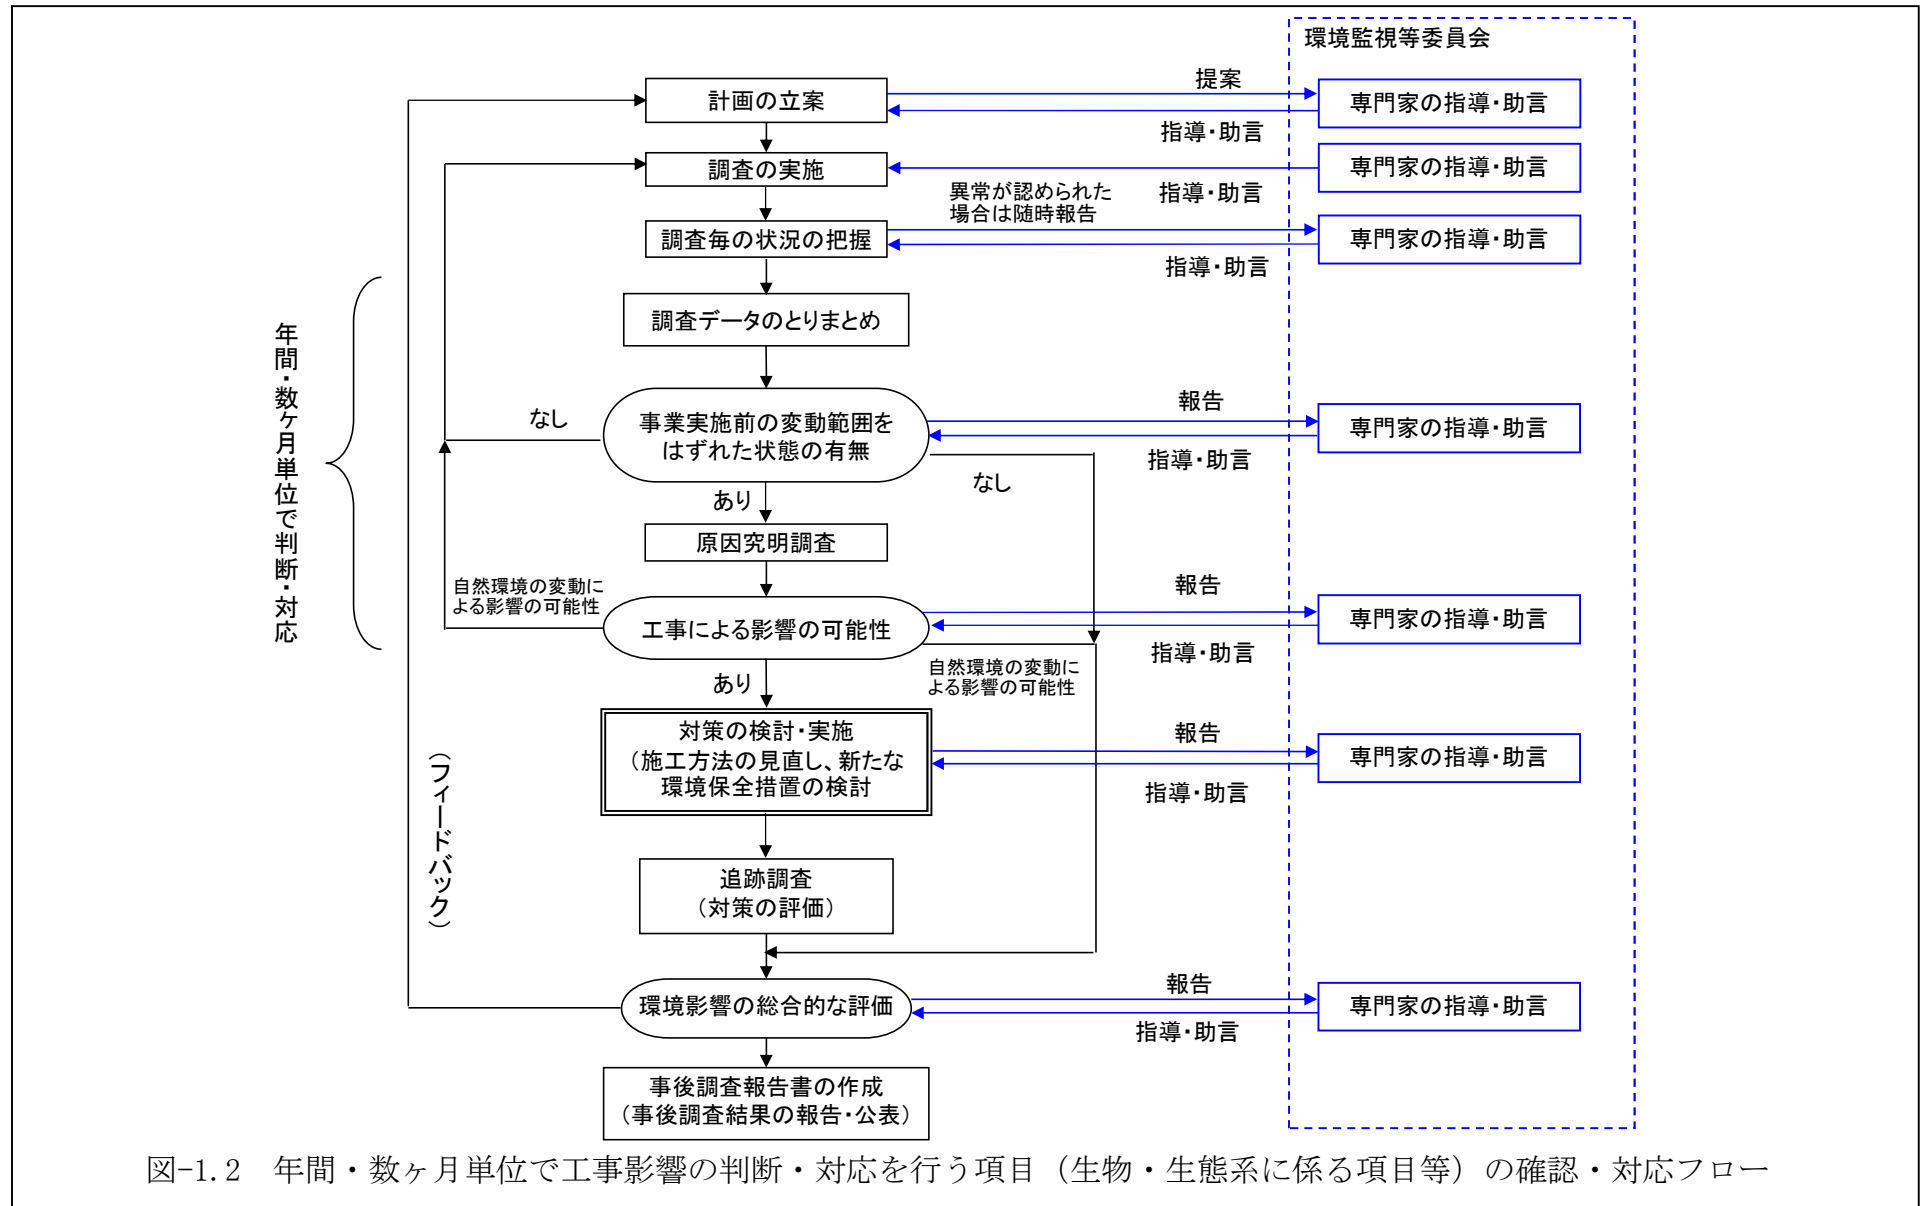 環境監視等委員会
計画の立案
提案
専門家の指導・助言
指導・助言
調査の実施
専門家の指導・助言
指導・助言
異常が認められた
場合は随時報告
調査毎の状況の把握
専門家の指導・助言
指導・助言
調査データのとりまとめ
年間・数ヶ月単位で判断・対応
事業実施前の変動範囲を
はずれた状態の有無
なし
報告
専門家の指導・助言
指導・助言
なし
あり
原因究明調査
自然環境の変動に
よる影響の可能性
工事による影響の可能性
報告
専門家の指導・助言
指導・助言
自然環境の変動に
よる影響の可能性
あり
対策の検討・実施
（施工方法の見直し、新たな
環境保全措置の検討
報告
専門家の指導・助言
指導・助言
（フィードバック）
追跡調査
（対策の評価）
環境影響の総合的な評価
報告
専門家の指導・助言
指導・助言
事後調査報告書の作成
（事後調査結果の報告・公表）
図-1.2　年間・数ヶ月単位で工事影響の判断・対応を行う項目（生物・生態系に係る項目等）の確認・対応フロー